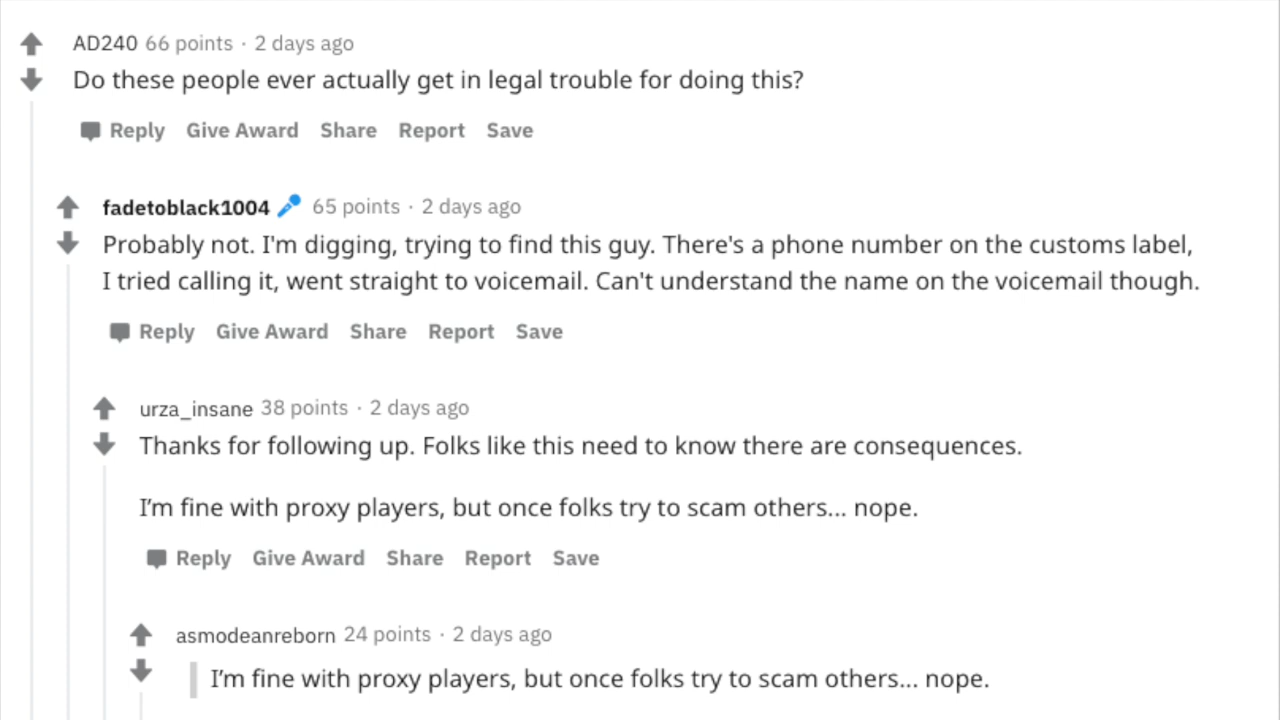 AD240 66 points · 2 days ago
Do these people ever actually get in legal trouble for doing this?
Reply Give Award Share Report Save
fadetoblack1004 65 points · 2 days ago
Probably not. I'm digging, trying to find this guy. There's a phone number on the customs label,
I tried calling it, went straight to voicemail. Can't understand the name on the voicemail though.
Reply Give Award Share Report Save
urza_insane 38 points · 2 days ago
Thanks for following up. Folks like this need to know there are consequences.
I’m fine with proxy players, but once folks try to scam others... nope.
Reply Give Award Share Report Save
asmodeanreborn 24 points · 2 days ago
I’m fine with proxy players, but once folks try to scam others... nope.